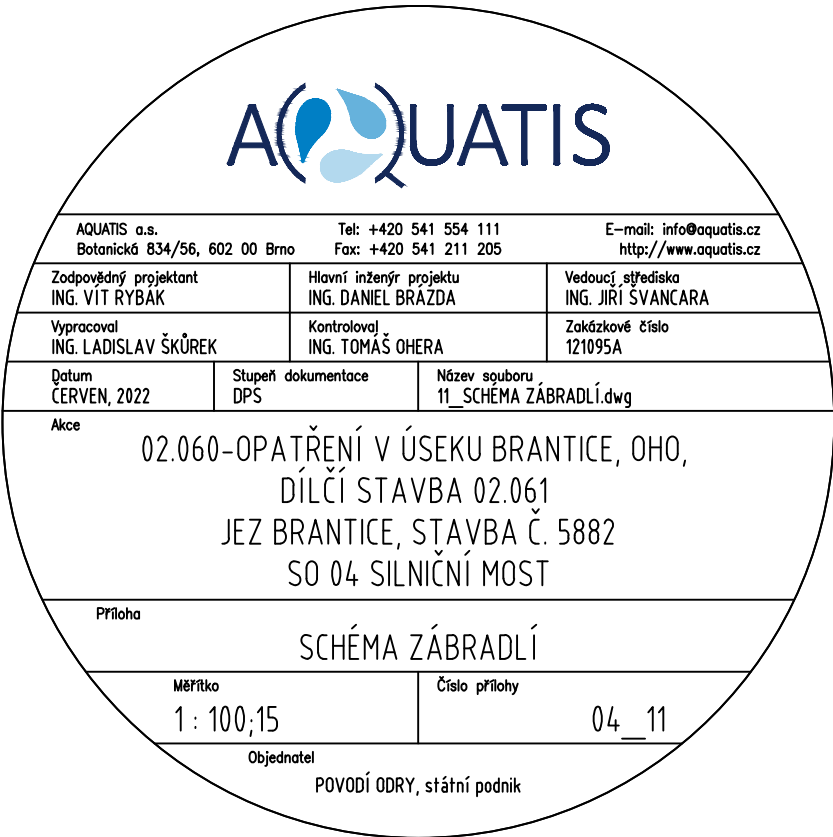 AQUATIS
AQUATIS a.s. Tel: +420 541 554 111 E-mail: info@aquatis.cz
Botanická 834/56, 602 00 Brno Fax: +420 541 211 205 http://www.aquatis.cz
Zodpovědný projektant Hlavní inženýr projektu Vedoucí střediska
ING. VÍT RYBÁK ING. DANIEL BRÁZDA ING. JIŘÍ ŠVANCARA
Vypracoval Kontroloval Zakázkové číslo
ING. LADISLAV ŠKŮREK ING. TOMÁŠ OHERA 121095A
Datum Stupeň dokumentace Název souboru
ČERVEN, 2022 DPS 11_SCHÉMA ZÁBRADLÍ.dwg
Akce
02.060-OPATŘENÍ V ÚSEKU BRANTICE, OHO,
DÍLČÍ STAVBA 02.061
JEZ BRANTICE, STAVBA Č. 5882
SO 04 SILNIČNÍ MOST
Příloha
SCHÉMA ZÁBRADLÍ
Měřítko Číslo přílohy
1 : 100;15 04_11
Objednatel
POVODÍ ODRY, státní podnik